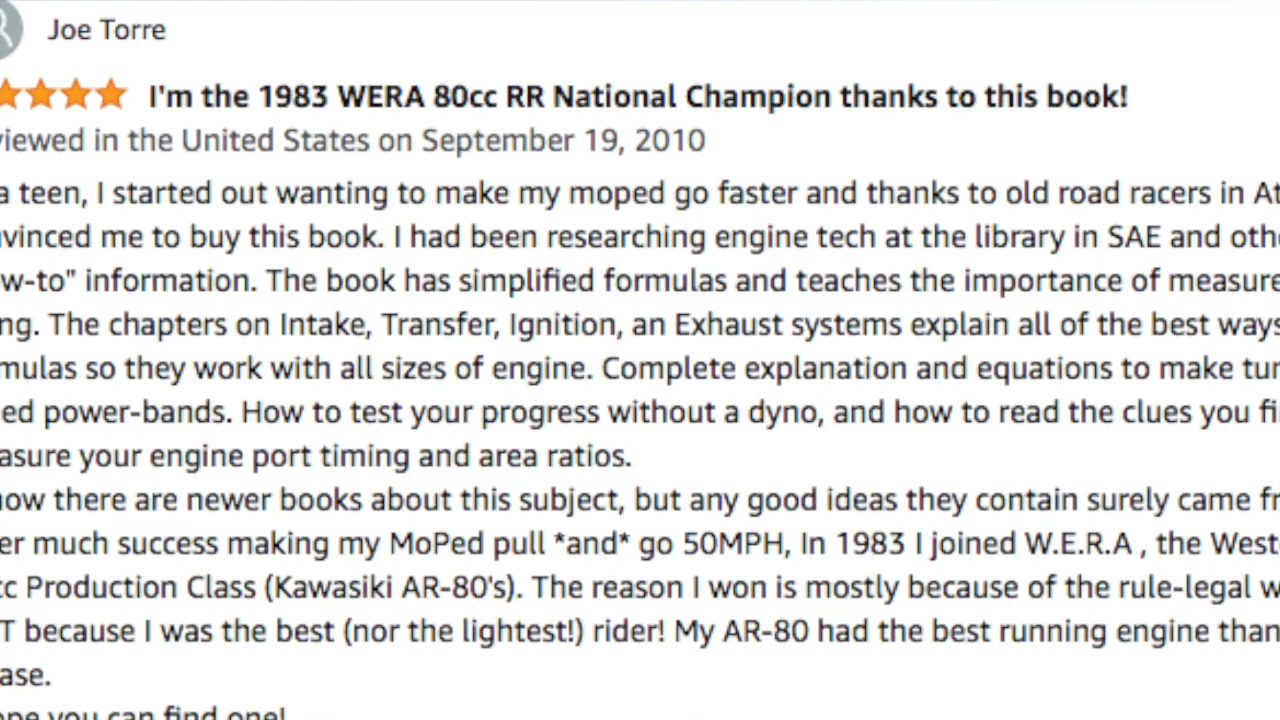 Joe Torre
I'm the 1983 WERA 80cc RR National Champion thanks to this book!
viewed in the United States on September 19, 2010
a teen, I started out wanting to make my moped go faster and thanks to old road racers in At
vinced me to buy this book. I had been researching engine tech at the library in SAE and oth
w-to" information. The book has simplified formulas and teaches the importance of measure
ng. The chapters on Intake, Transfer, Ignition, an Exhaust systems explain all of the best ways
mulas so they work with all sizes of engine. Complete explanation and equations to make tu
ed power-bands. How to test your progress without a dyno, and how to read the clues you fi
asure your engine port timing and area ratios.
now there are newer books about this subject, but any good ideas they contain surely came fr
er much success making my MoPed pull *and* go 50MPH, In 1983 I joined W.E.R.A , the West
cc Production Class (Kawasiki AR-80's). The reason I won is mostly because of the rule-legal w
T because I was the best (nor the lightest!) rider! My AR-80 had the best running engine than
ase.
ope you can find one!